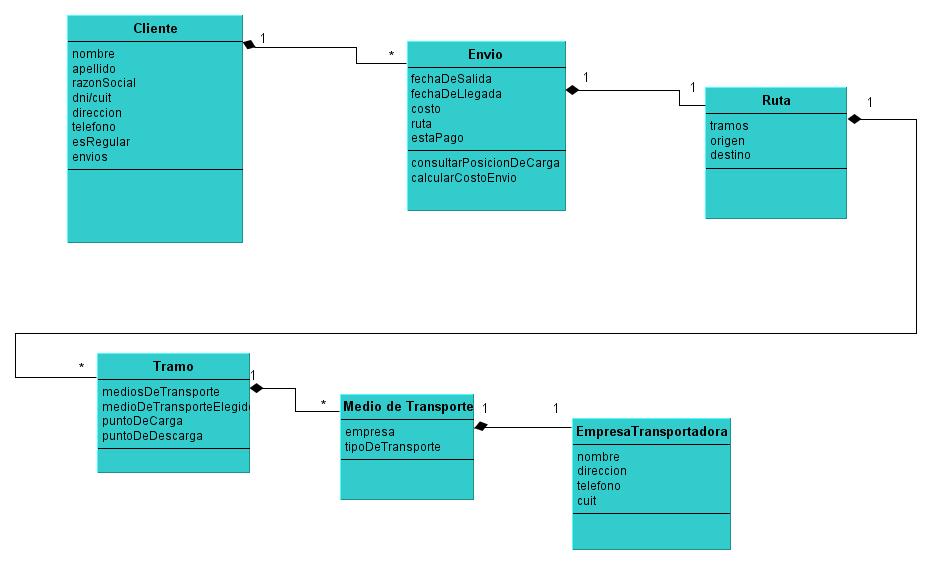 Cliente
nombre
apellido
razonSocial
dni/cuit
direccion
telefono
esRegular
envios
1
*
Envio
fechaDeSalida
fechaDeLlegada
costo
ruta
estaPago
consultarPosicionDeCarga
calcularCostoEnvio
1
1
Ruta
tramos
origen
destino
1
*
Tramo
mediosDeTransporte
medioDeTransporteElegido
puntoDeCarga
puntoDeDescarga
1
*
Medio de Transporte
empresa
tipoDeTransporte
1
1
EmpresaTransportadora
nombre
direccion
telefono
cuit